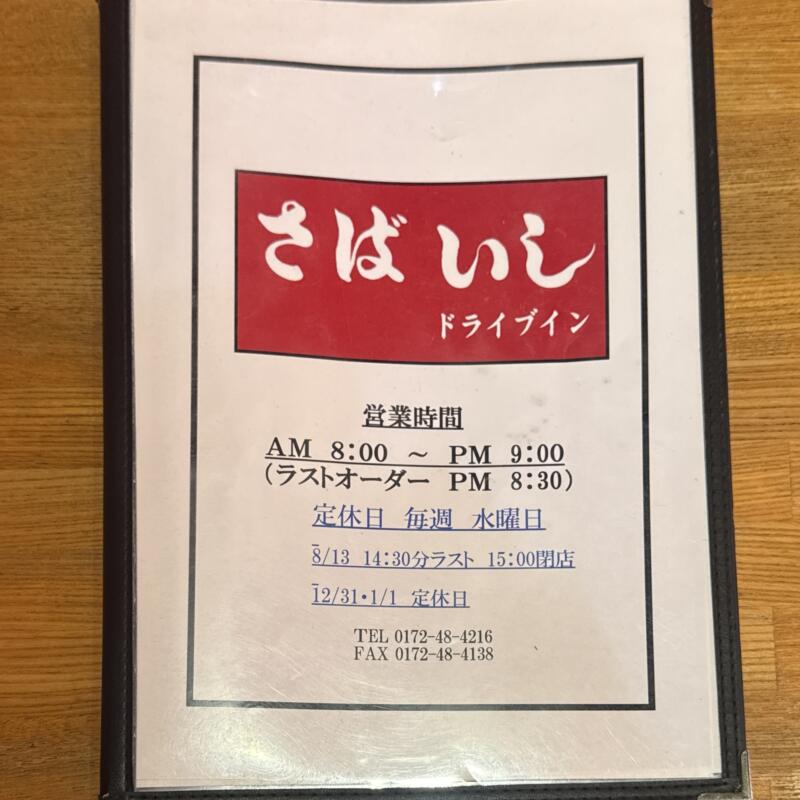 さばいし
ドライブイン
営業時間
AM 8:00 ～ PM 9:00
(ラストオーダー PM 8:30)
定休日 毎週 水曜日
8/13 14:30分ラスト 15:00閉店
12/31・1/1 定休日
TEL 0172-48-4216
FAX 0172-48-4138